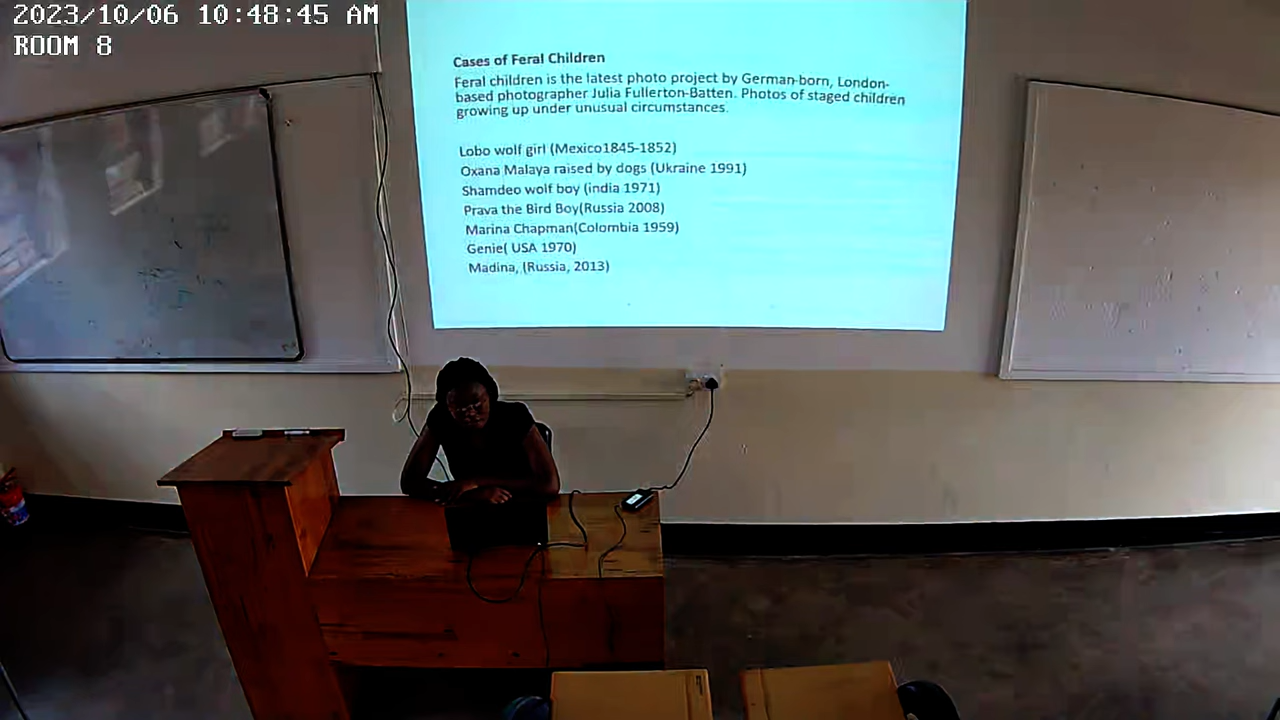 2023/10/06 10:48:45 AM
ROOM 8
Cases of Feral Children
Feral children is the latest photo project by German-born, London-
based photographer Julia Fullerton-Batten. Photos of staged children
growing up under unusual circumstances.
Lobo wolf girl (Mexico1845-1852)
Oxana Malaya raised by dogs (Ukraine 1991)
Shamdeo wolf boy (india 1971)
Prava the Bird Boy(Russia 2008)
Marina Chapman(Colombia 1959)
Genie( USA 1970)
Madina, (Russia, 2013)